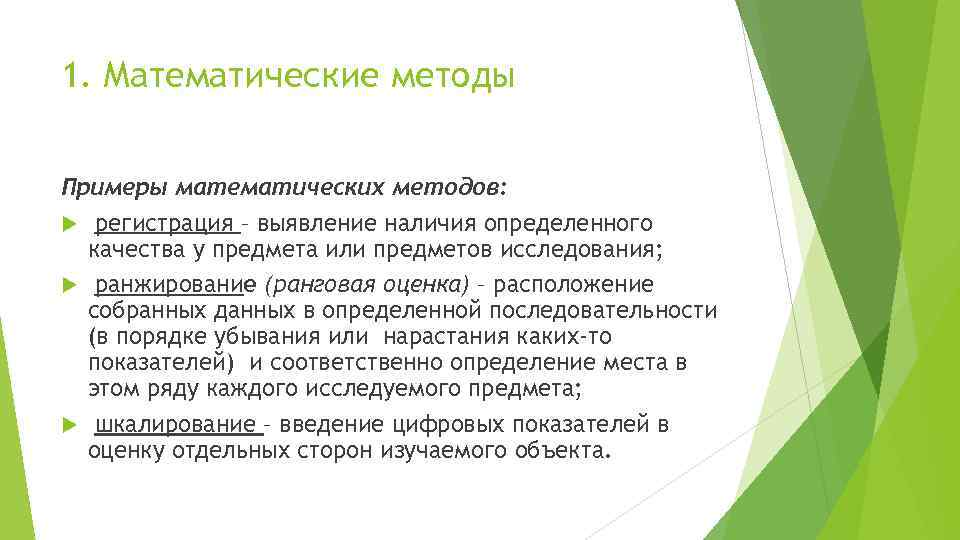 1. Математические методы
Примеры математических методов:
регистрация – выявление наличия определенного
качества у предмета или предметов исследования;
ранжирование (ранговая оценка) – расположение
собранных данных в определенной последовательности
(в порядке убывания или нарастания каких-то
показателей) и соответственно определение места в
этом ряду каждого исследуемого предмета;
шкалирование – введение цифровых показателей в
оценку отдельных сторон изучаемого объекта.